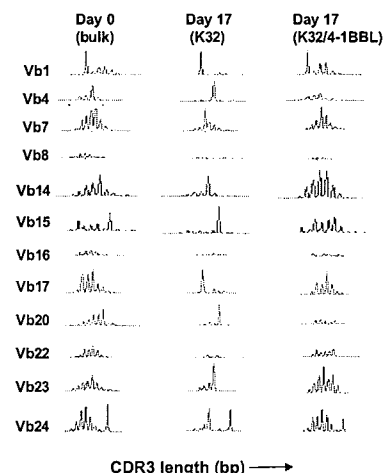 Day 0 Day 17 Day 17
(bulk) (K32) (K32/4-1BBL)
Vb1
Vb4
Vb7
Vb8
Vb14
Vb15
Vb16
Vb17
Vb20
Vb22
Vb23
Vb24
CDR3 length (bp)